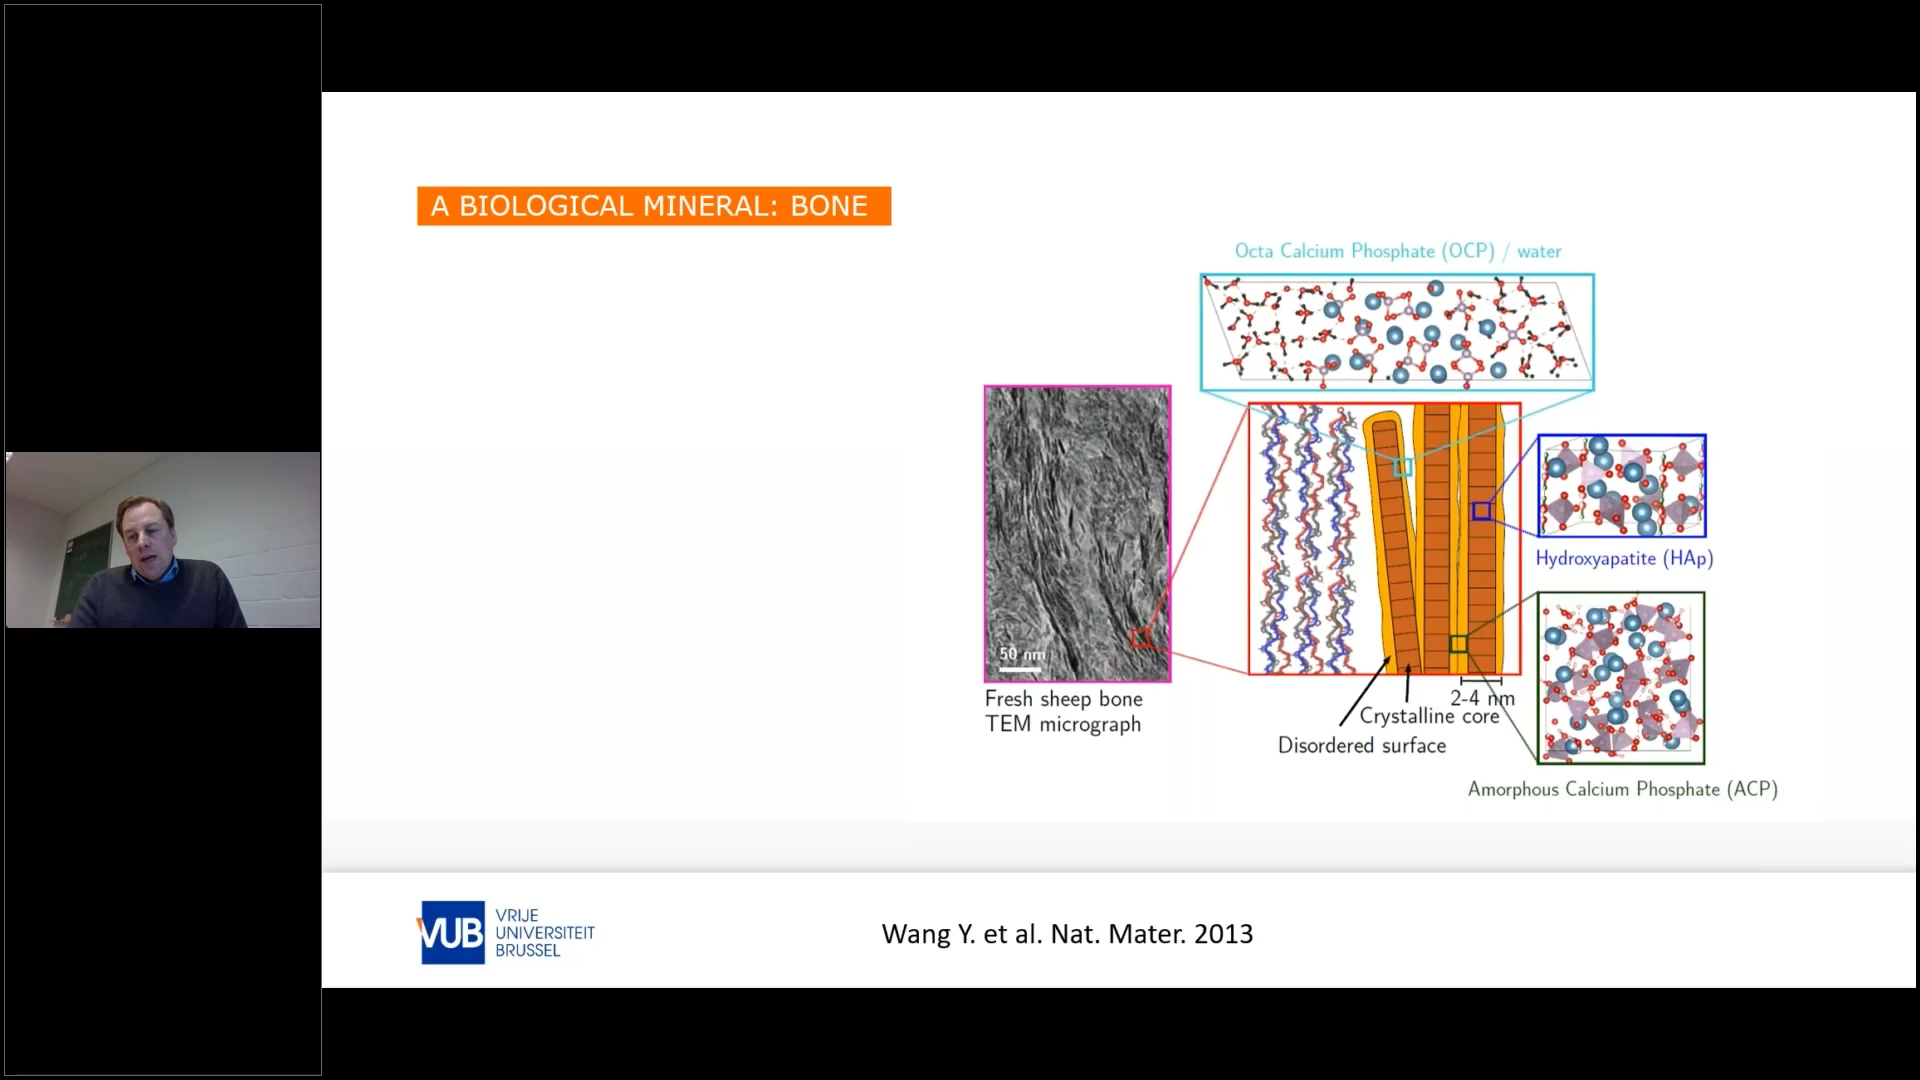 A BIOLOGICAL MINERAL: BONE
Octa Calcium Phosphate (OCP) / water
50 nm
Fresh sheep bone
TEM micrograph
2-4 nm
Crystalline core
Disordered surface
Hydroxyapatite (HAp)
Amorphous Calcium Phosphate (ACP)
VUB
VRIJE
UNIVERSITEIT
BRUSSEL
Wang Y. et al. Nat. Mater. 2013